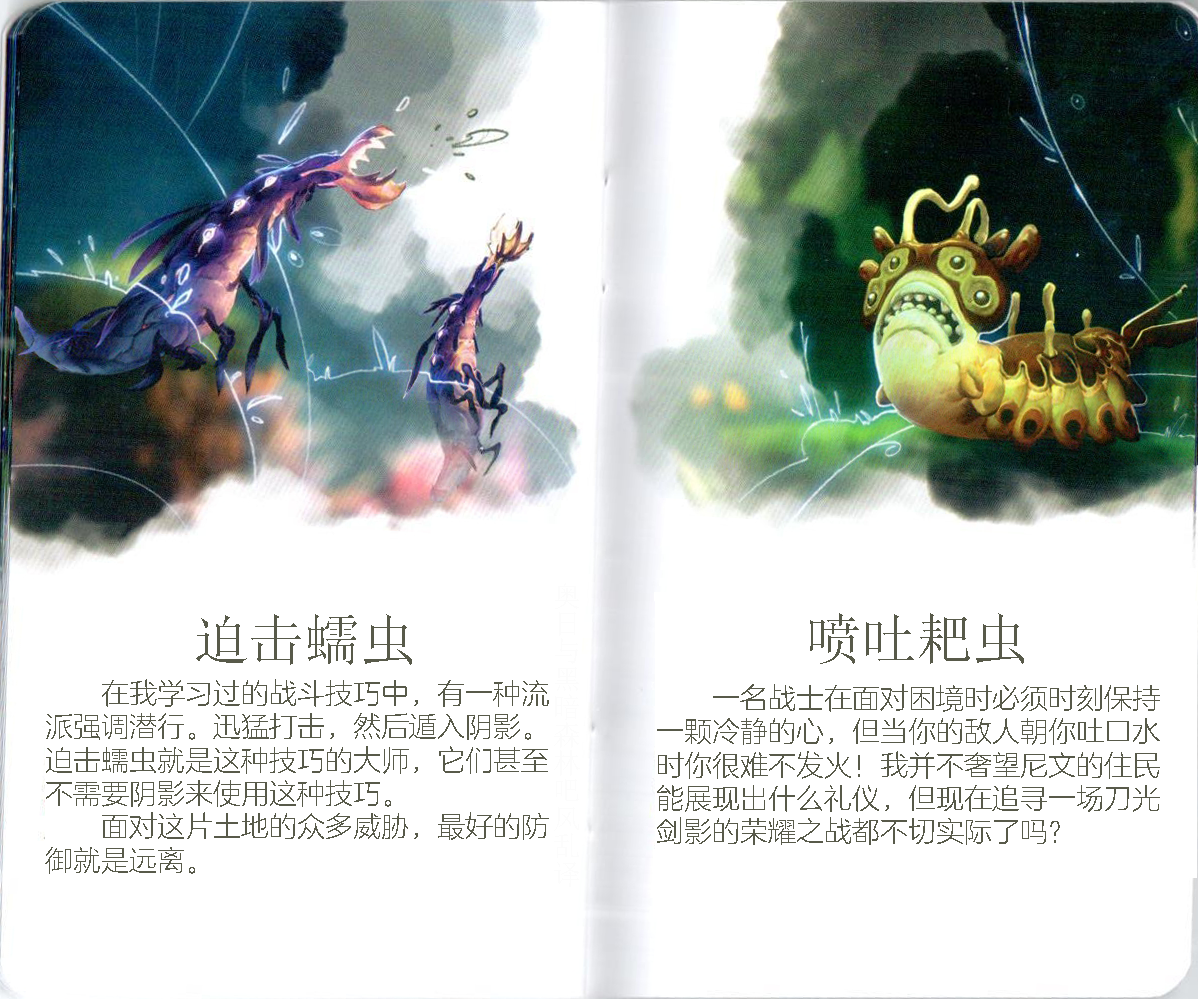 迫击蠕虫
在我学习过的战斗技巧中，有一种流
派强调潜行。迅猛打击，然后遁入阴影。
迫击蠕虫就是这种技巧的大师，它们甚至
不需要阴影来使用这种技巧。
面对这片土地的众多威胁，最好的防
御就是远离。
喷吐耙虫
一名战士在面对困境时必须时刻保持
一颗冷静的心，但当你的敌人朝你吐口水
时你很难不发火！我并不奢望尼文的住民
能展现出什么礼仪，但现在追寻一场刀光
剑影的荣耀之战都不切实际了吗？